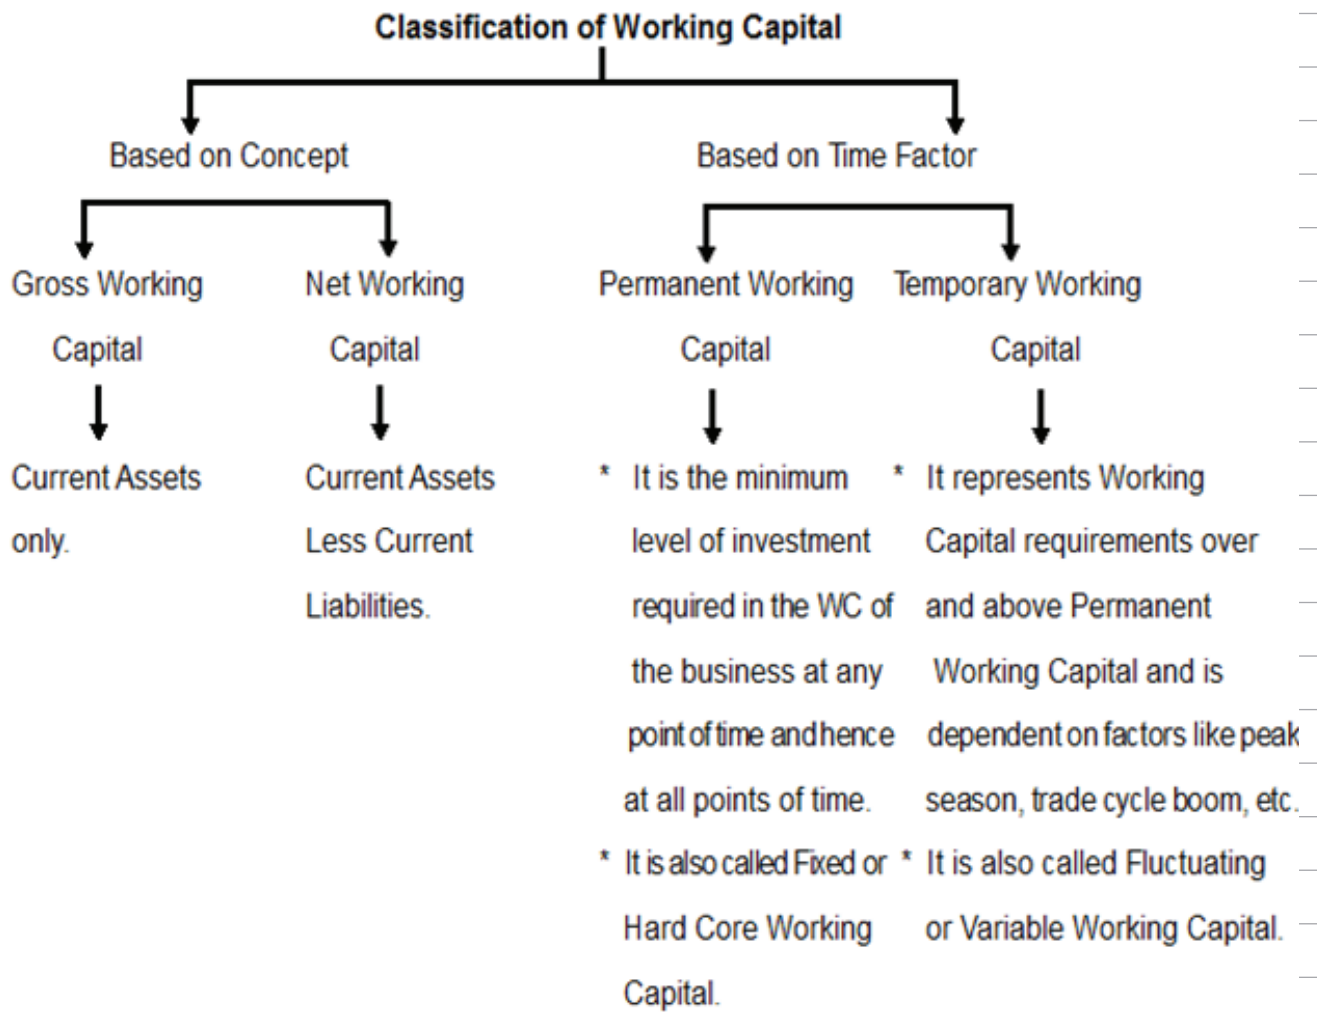 Classification of Working Capital
Based on Concept
Based on Time Factor
Gross Working
Capital
Net Working
Capital
Permanent Working
Capital
Temporary Working
Capital
Current Assets
only.
Current Assets
Less Current
Liabilities.
* It is the minimum
level of investment
required in the WC of
the business at any
point of time and hence
at all points of time.
* It is also called Fixed or
Hard Core Working
Capital.
* It represents Working
Capital requirements over
and above Permanent
Working Capital and is
dependent on factors like peak
season, trade cycle boom, etc.
* It is also called Fluctuating
or Variable Working Capital.